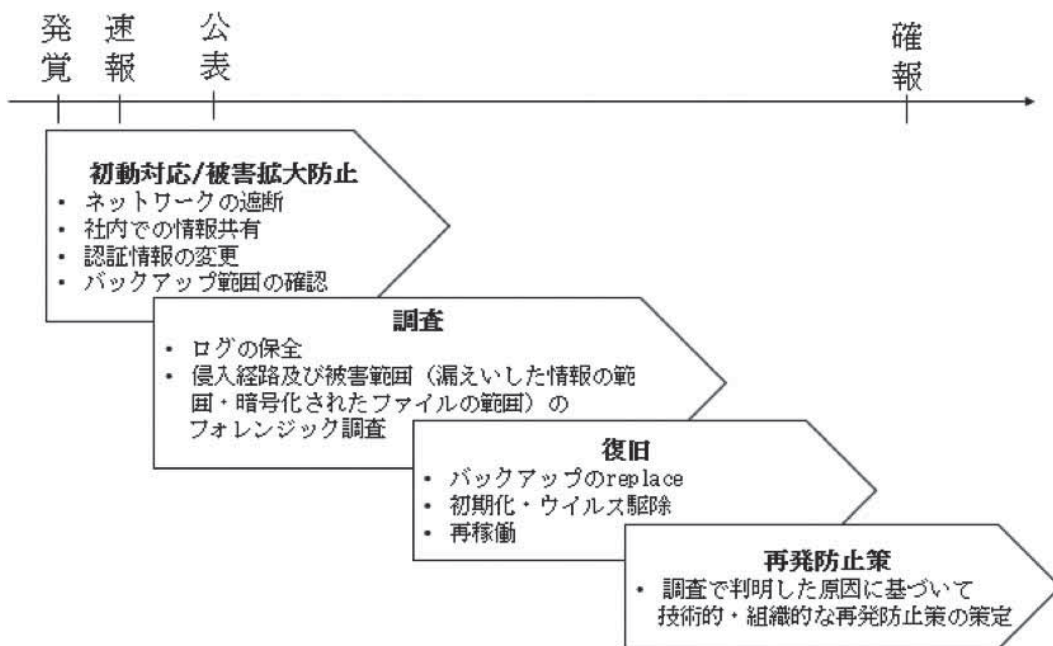 発覚
速報
公表
確報
初動対応/被害拡大防止
・ ネットワークの遮断
・ 社内での情報共有
・ 認証情報の変更
・ バックアップ範囲の確認
調査
・ ログの保全
・ 侵入経路及び被害範囲（漏えいした情報の範
囲・暗号化されたファイルの範囲）の
フォレンジック調査
復旧
・ バックアップのreplace
・ 初期化・ウイルス駆除
・ 再稼働
再発防止策
・ 調査で判明した原因に基づいて
技術的・組織的な再発防止策の策定